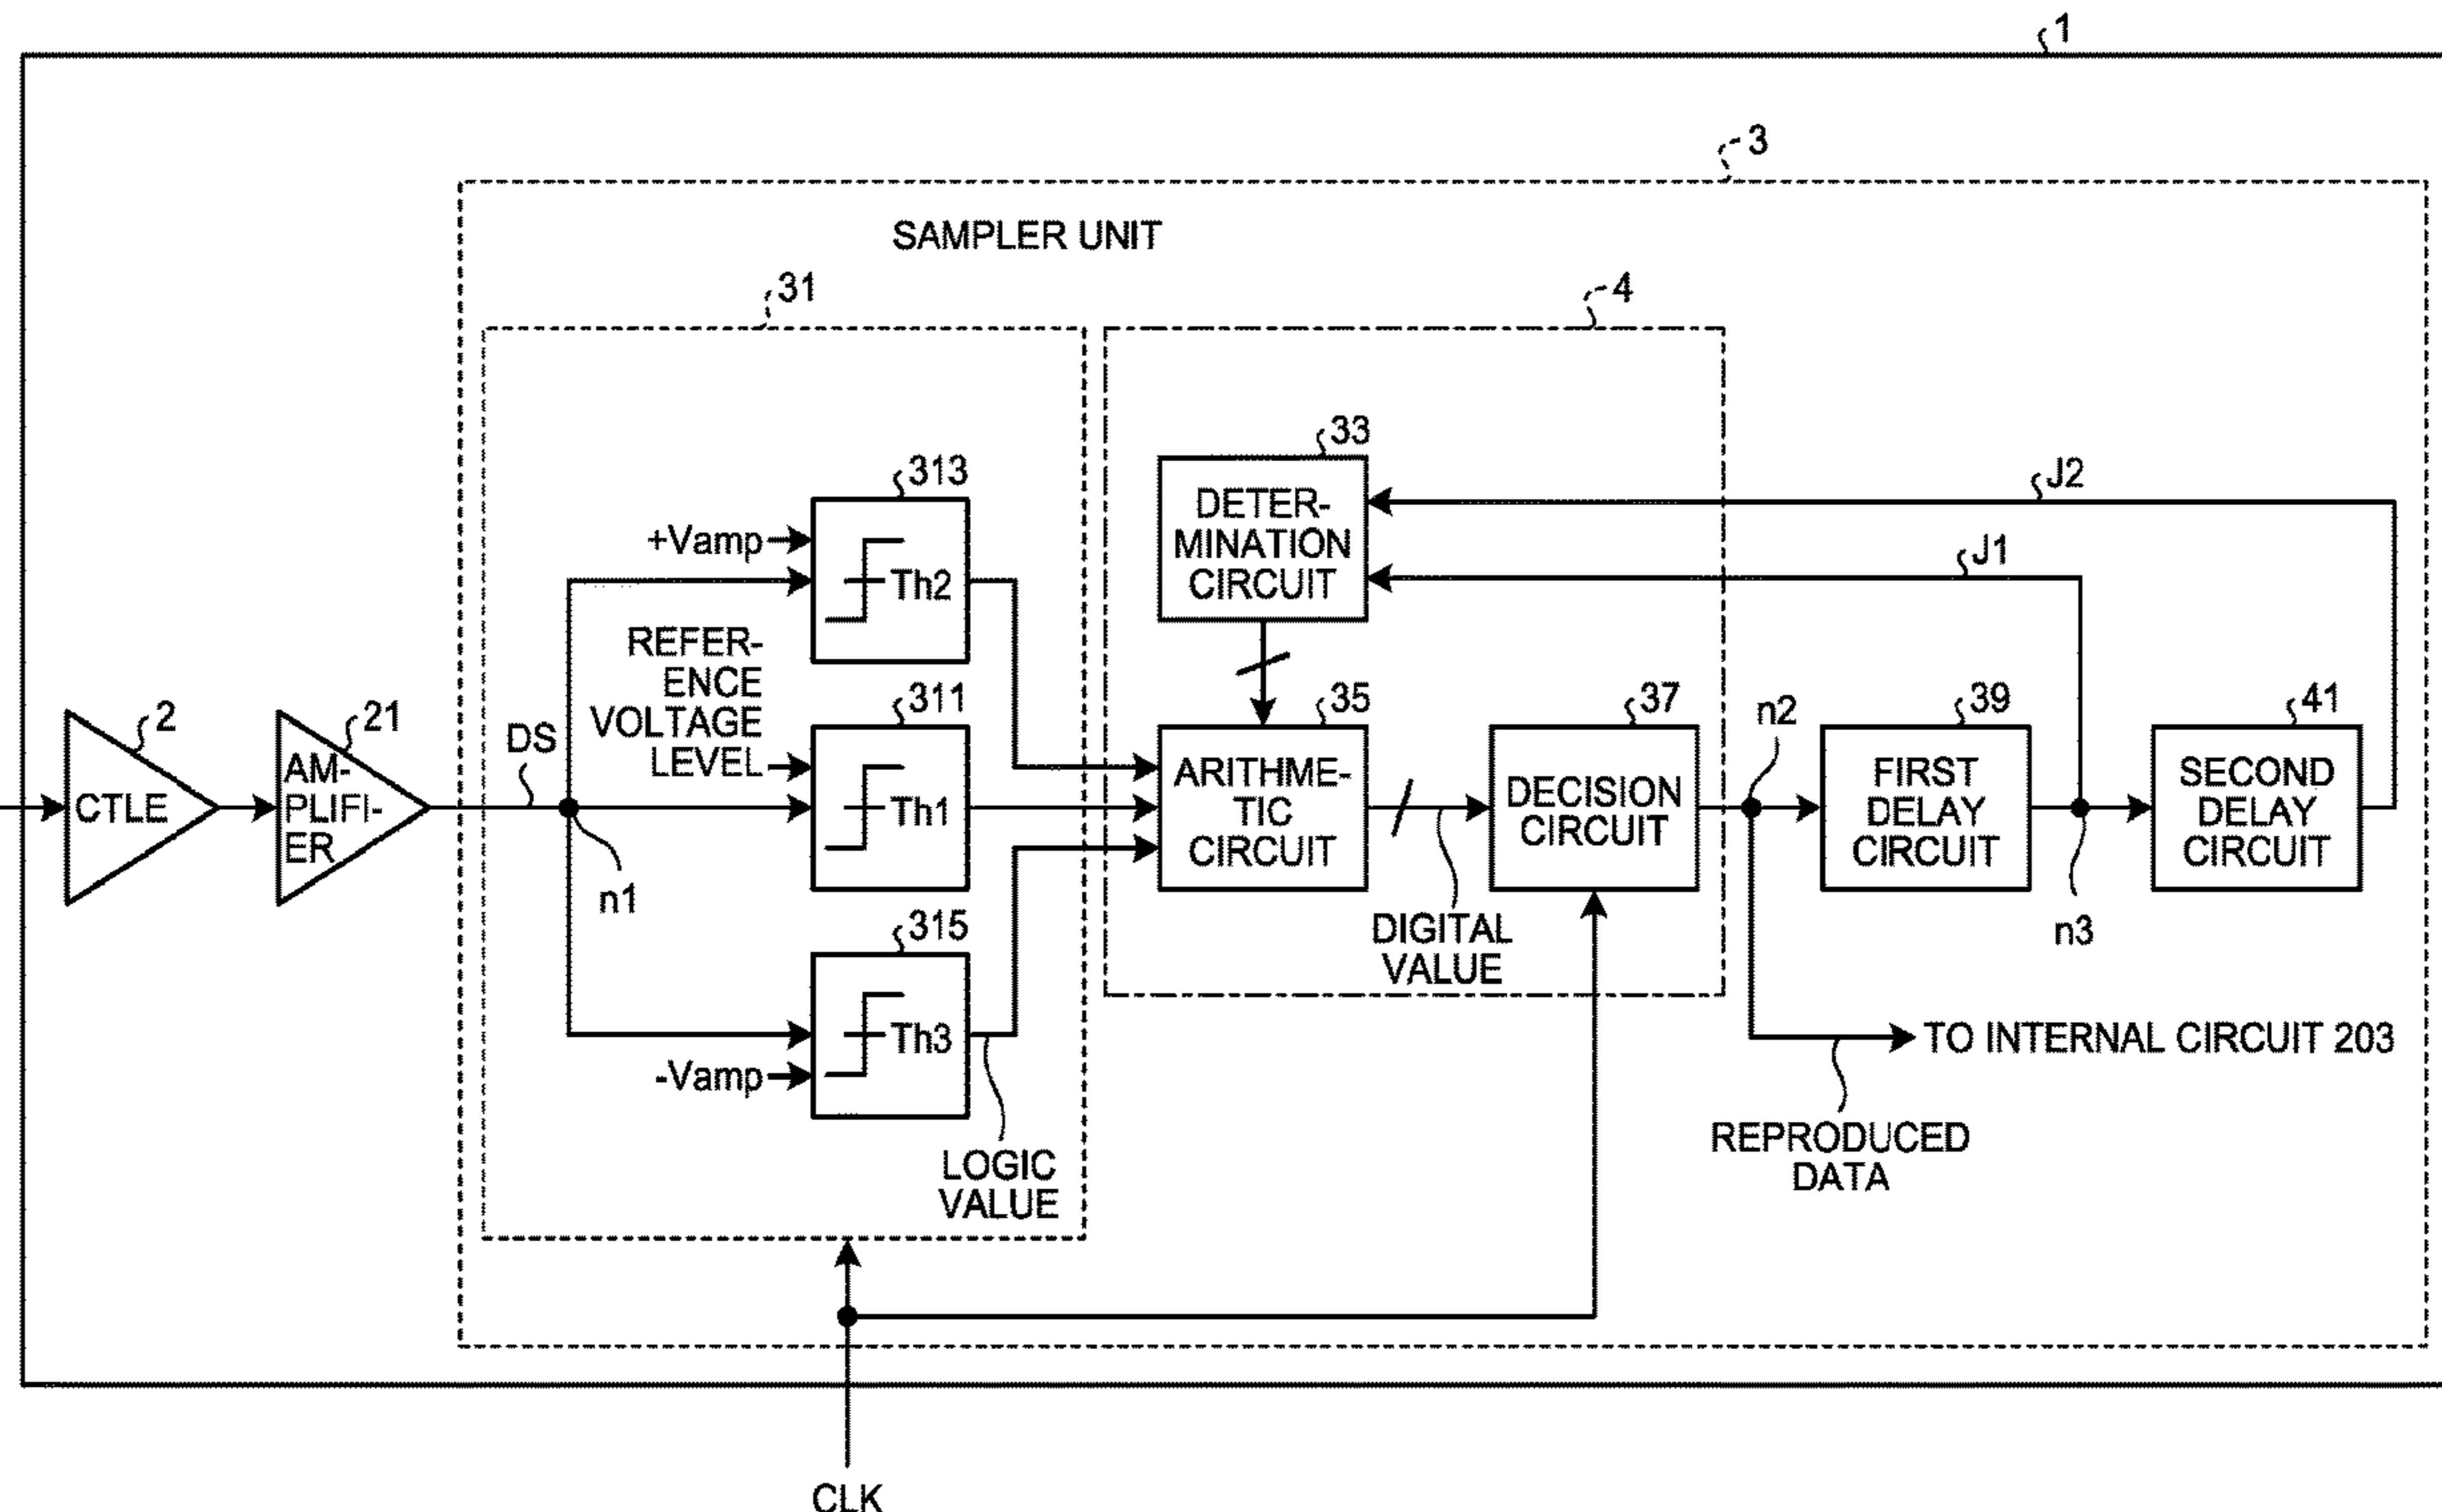 1
3
SAMPLER UNIT
31
4
33
313
DETER-
MINATION
CIRCUIT
J2
+Vamp
Th2
J1
REFER-
ENCE
VOLTAGE
LEVEL
2
21
DS
311
35
37
n2
39
41
CTLE
AM-
PLIFI-
ER
Th1
ARITHME-
TIC
CIRCUIT
DECISION
CIRCUIT
FIRST
DELAY
CIRCUIT
SECOND
DELAY
CIRCUIT
n1
315
DIGITAL
VALUE
n3
Th3
-Vamp
TO INTERNAL CIRCUIT 203
LOGIC
VALUE
REPRODUCED
DATA
CLK